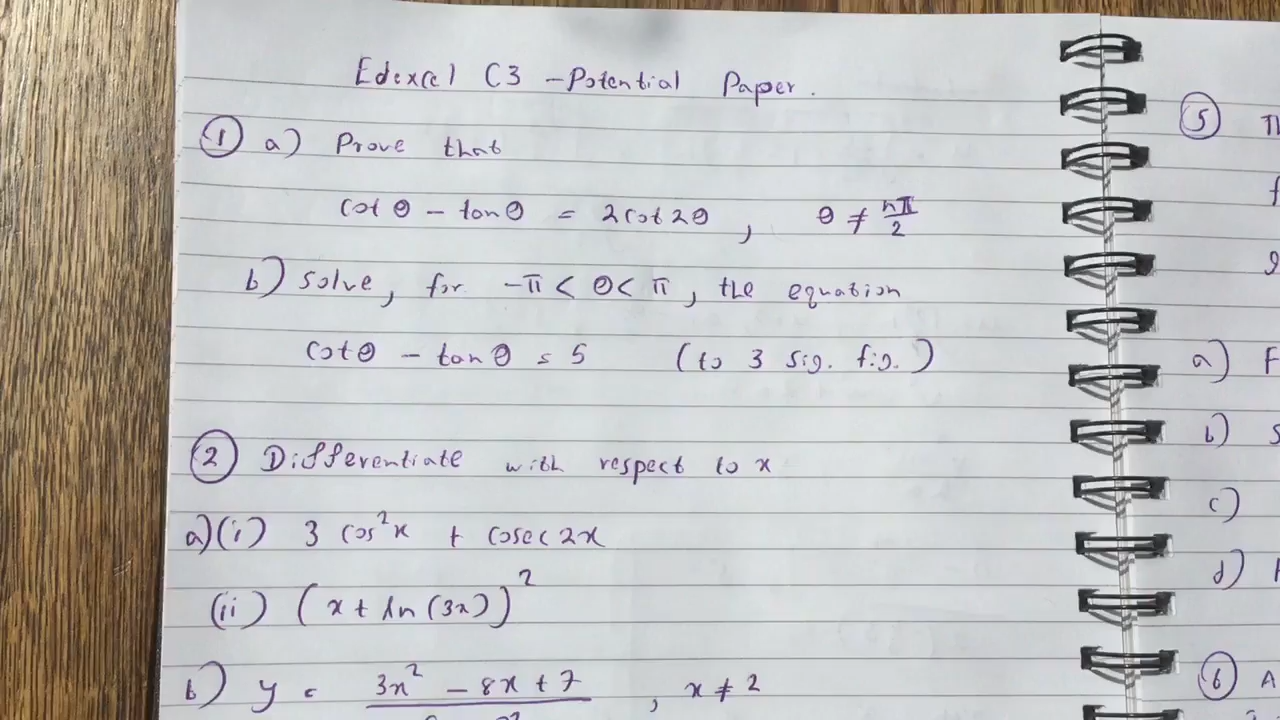 Edexcel C3 - Potential Paper.
① a) Prove that
cot θ - tan θ = 2 cot 2θ , θ ≠ nπ/2
b) solve, for -π < θ < π, the equation
cot θ - tan θ = 5 (to 3 sig. fig.)
② Differentiate with respect to x
a)(i) 3 cos²x + cosec 2x
(ii) (x + ln(3x))²
b) y = 3x² - 8x + 7 , x ≠ 2
⑤
a)
b)
c)
d)
⑥ A